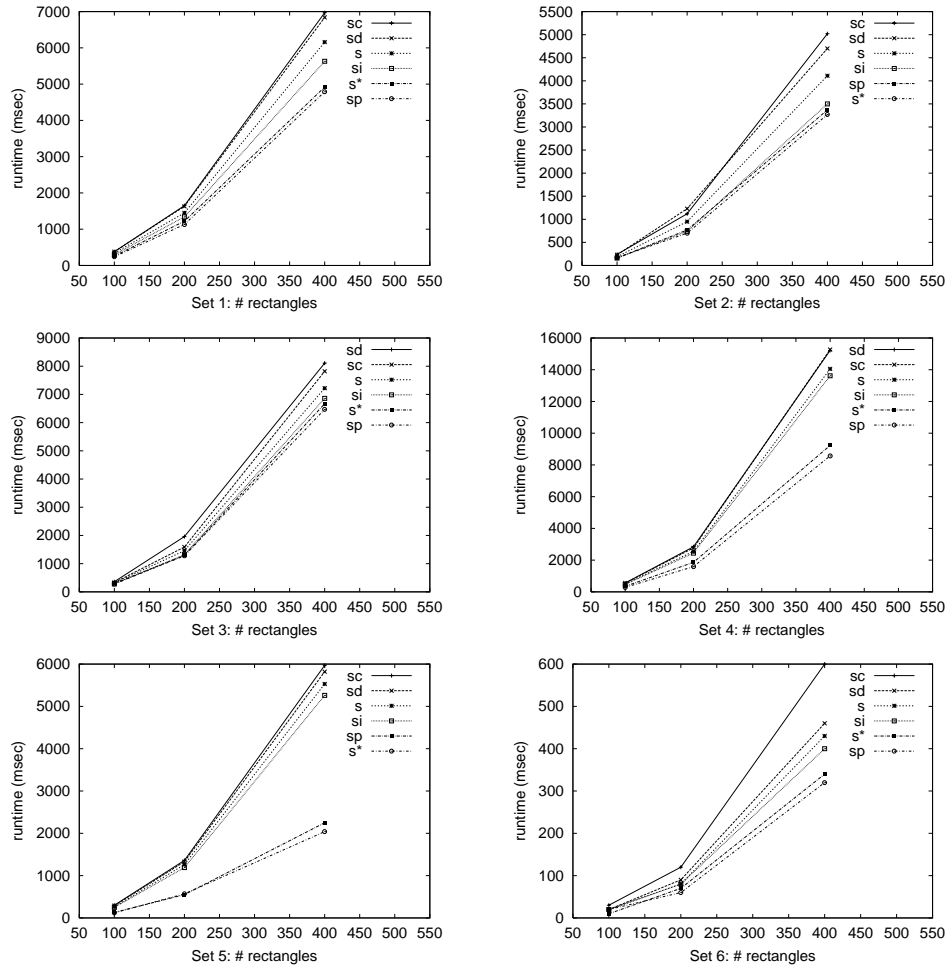 7000
6000
5000
4000
3000
2000
1000
0
runtime (msec)
50 100 150 200 250 300 350 400 450 500 550
Set 1: # rectangles
sc
sd
s
si
s*
sp
5500
5000
4500
4000
3500
3000
2500
2000
1500
1000
500
0
runtime (msec)
50 100 150 200 250 300 350 400 450 500 550
Set 2: # rectangles
sc
sd
s
si
sp
s*
9000
8000
7000
6000
5000
4000
3000
2000
1000
0
runtime (msec)
50 100 150 200 250 300 350 400 450 500 550
Set 3: # rectangles
sd
sc
s
si
s*
sp
16000
14000
12000
10000
8000
6000
4000
2000
0
runtime (msec)
50 100 150 200 250 300 350 400 450 500 550
Set 4: # rectangles
sd
sc
s
si
s*
sp
6000
5000
4000
3000
2000
1000
0
runtime (msec)
50 100 150 200 250 300 350 400 450 500 550
Set 5: # rectangles
sc
sd
s
si
sp
s*
600
500
400
300
200
100
0
runtime (msec)
50 100 150 200 250 300 350 400 450 500 550
Set 6: # rectangles
sc
sd
s
si
s*
sp